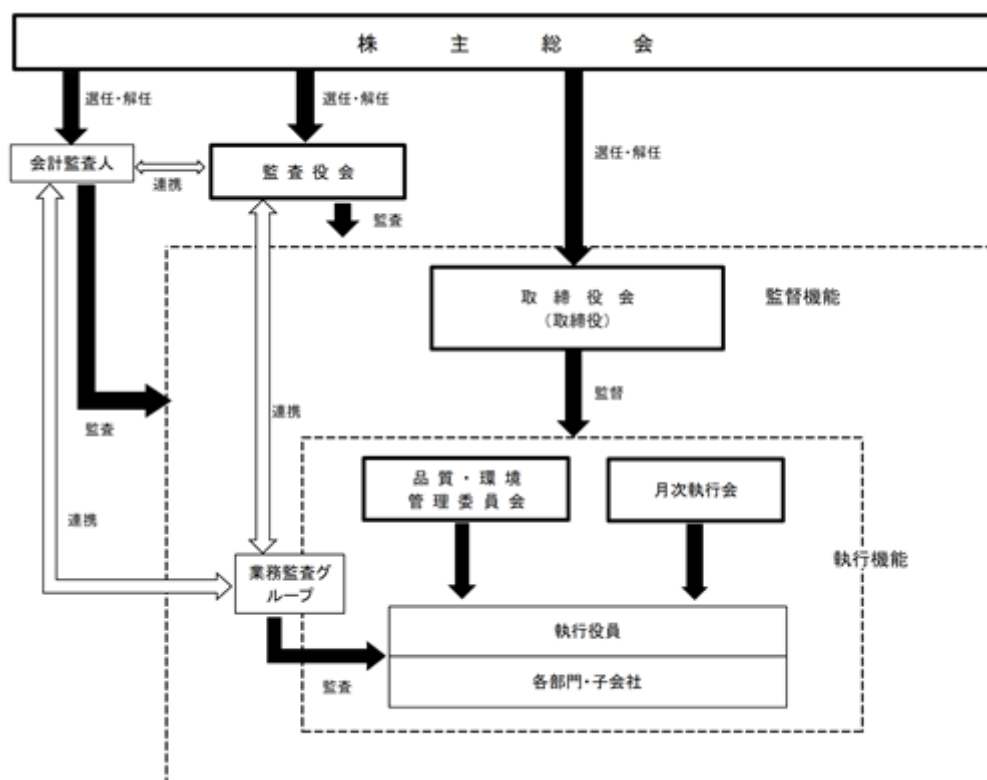 株主総会
選任・解任
選任・解任
選任・解任
会計監査人
連携
監査役会
監査
取締役会
(取締役)
監督機能
監督
監査
連携
品質・環境
管理委員会
月次執行会
連携
執行機能
業務監査グ
ループ
執行役員
監査
各部門・子会社